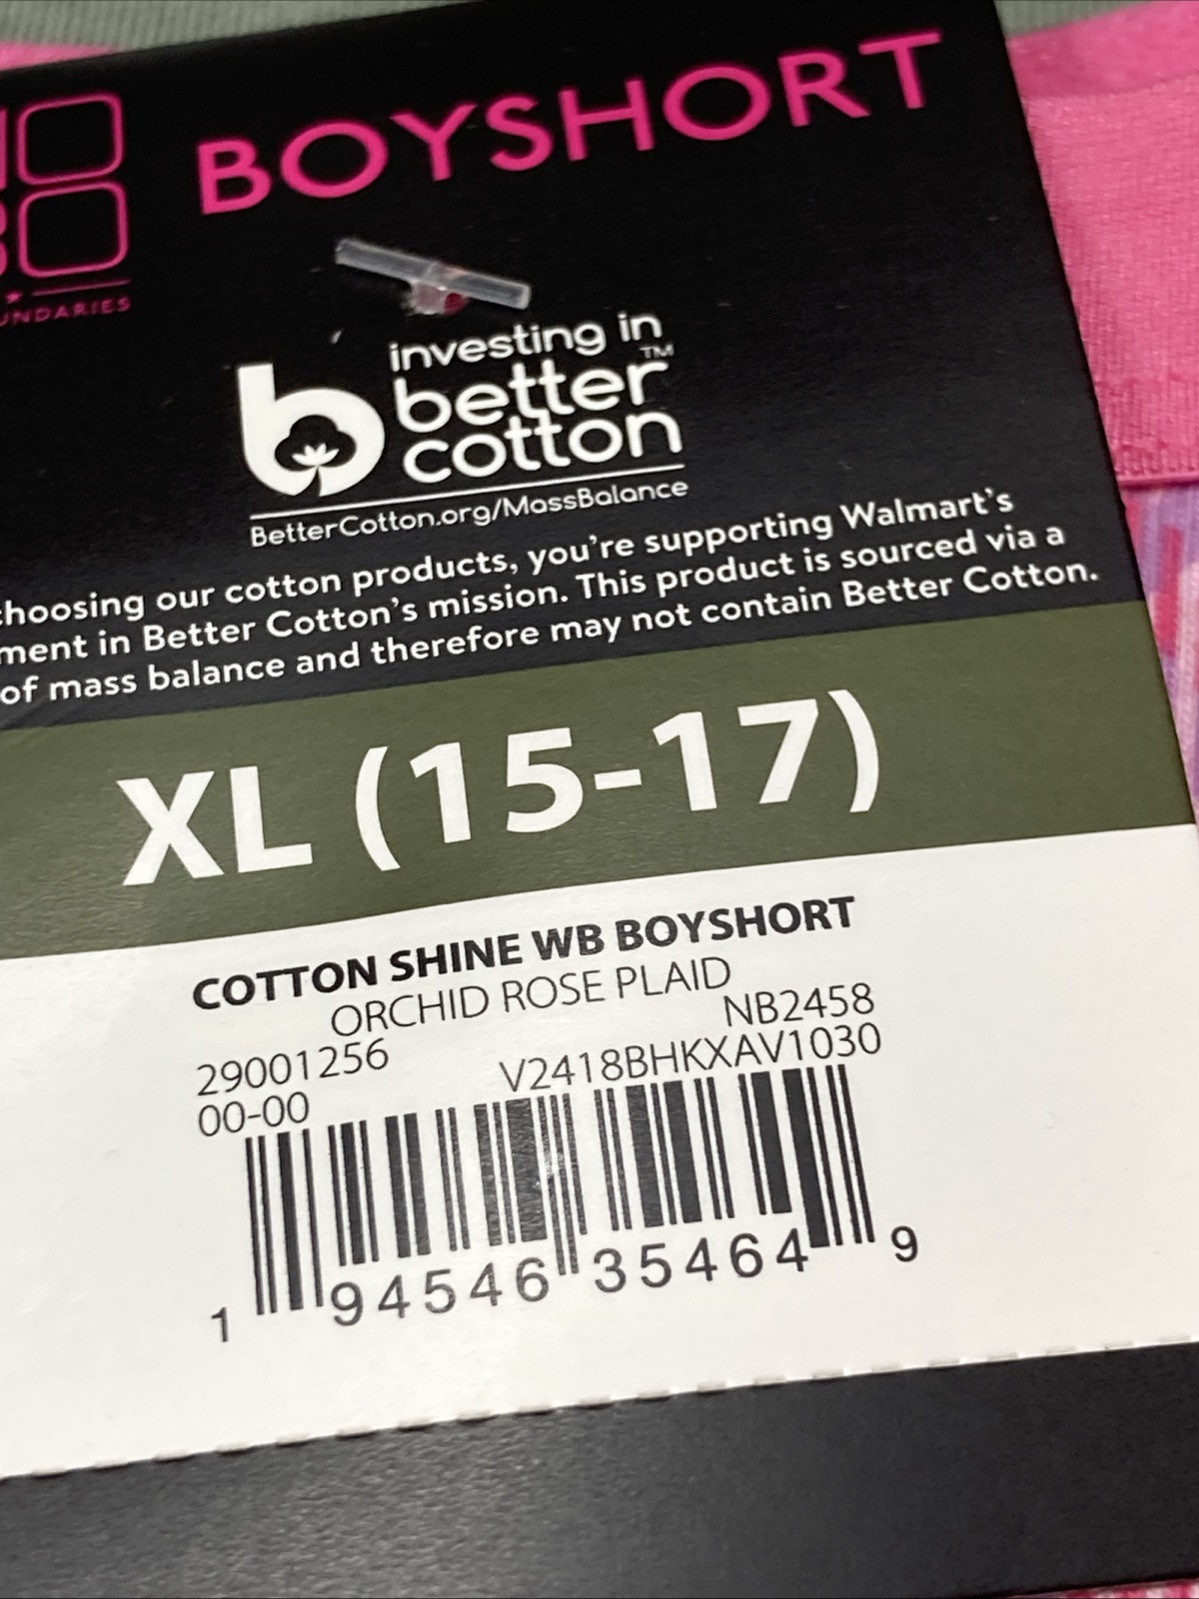 BOYSHORT
investing in
better™
cotton
BetterCotton.org/MassBalance
choosing our cotton products, you're supporting Walmart's
ment in Better Cotton's mission. This product is sourced via a
of mass balance and therefore may not contain Better Cotton.
XL (15-17)
COTTON SHINE WB BOYSHORT
ORCHID ROSE PLAID
NB2458
29001256
V2418BHKXAV1030
00-00
1 94546 35464 9